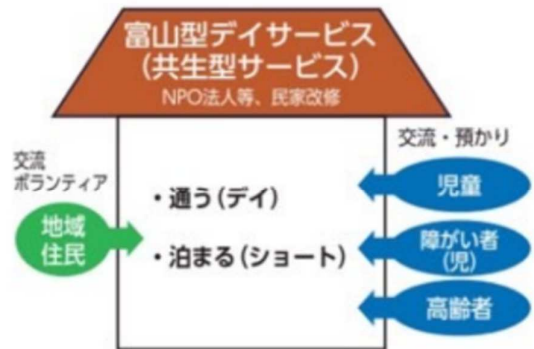 富山型デイサービス
(共生型サービス)
NPO法人等、民家改修
交流
ボランティア
地域
住民
・通う(デイ)
・泊まる(ショート)
交流・預かり
児童
障がい者
(児)
高齢者